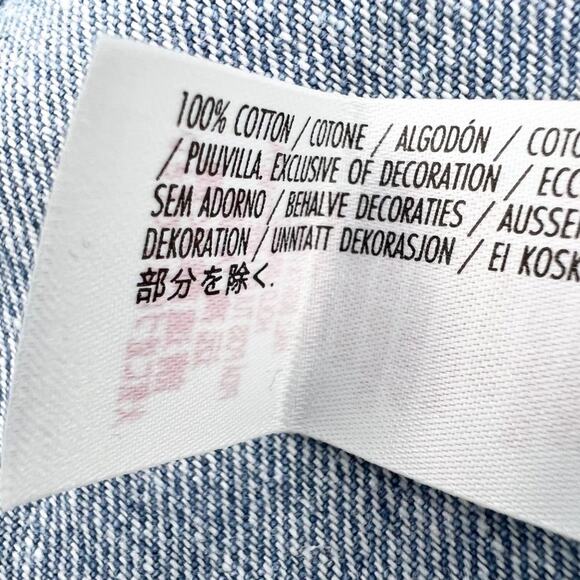 100% COTTON / COTONE / ALGODÓN / COTO
/ PUUVILLA. EXCLUSIVE OF DECORATION / ECC
SEM ADORNO / BEHALVE DECORATIES / AUSSER
DEKORATION / UNNTATT DEKORASJON / EI KOSK
部分を除く.